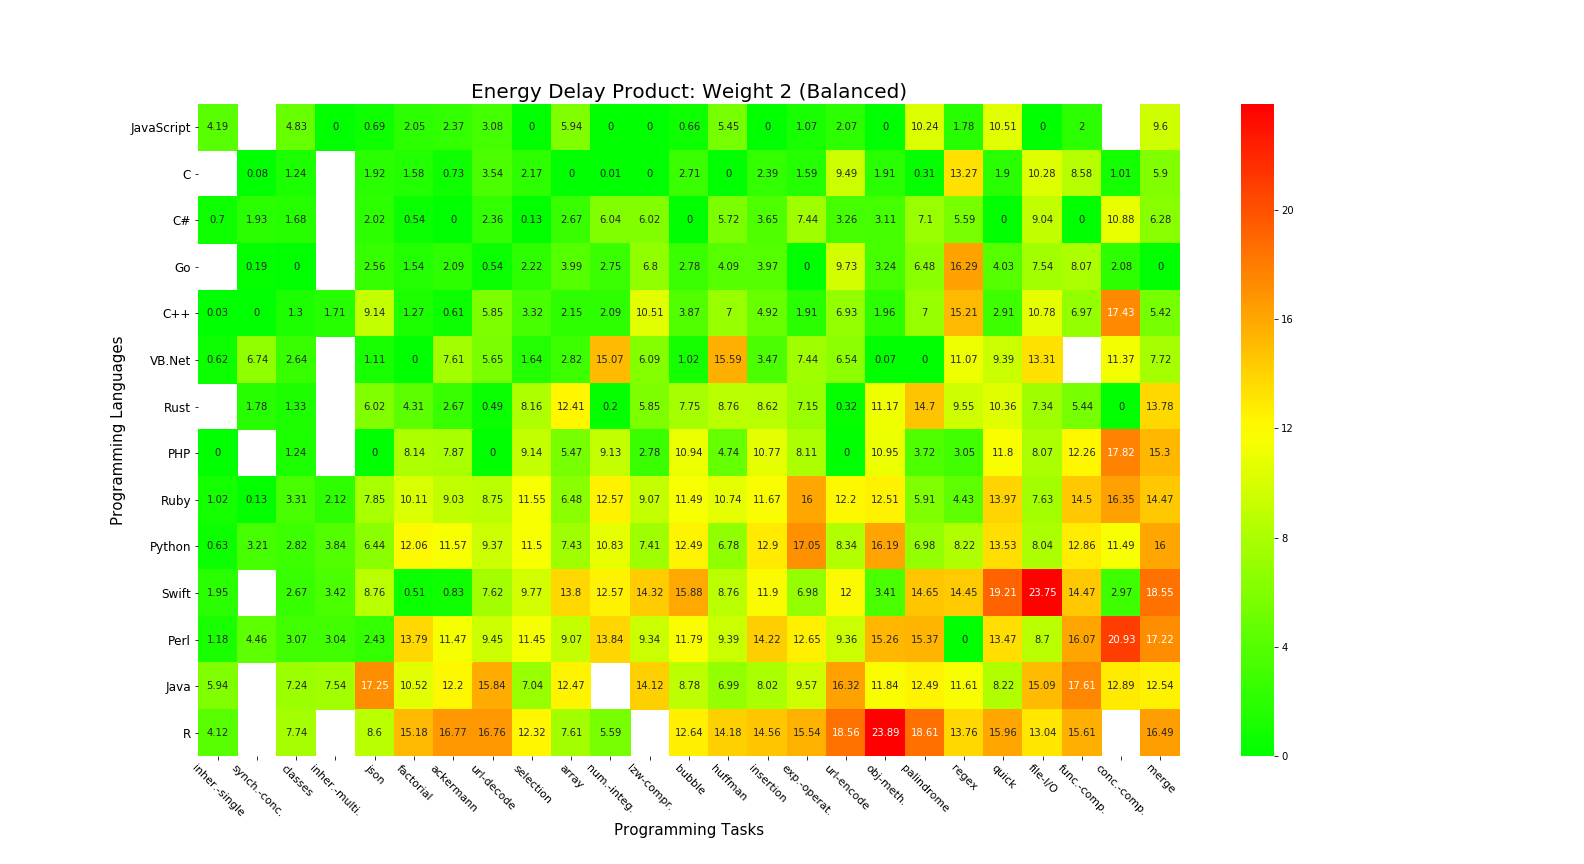 Energy Delay Product: Weight 2 (Balanced)
JavaScript 4.19 4.83 0 0.69 2.05 2.37 3.08 0 5.94 0 0 0.66 5.45 0 1.07 2.07 0 10.24 1.78 10.51 0 2 9.6
C 0.08 1.24 1.92 1.58 0.73 3.54 2.17 0 0.01 0 2.71 0 2.39 1.59 9.49 1.91 0.31 13.27 1.9 10.28 8.58 1.01 5.9
C# 0.7 1.93 1.68 2.02 0.54 0 2.36 0.13 2.67 6.04 6.02 0 5.72 3.65 7.44 3.26 3.11 7.1 5.59 0 9.04 0 10.88 6.28
Go 0.19 0 2.56 1.54 2.09 0.54 2.22 3.99 2.75 6.8 2.78 4.09 3.97 0 9.73 3.24 6.48 16.29 4.03 7.54 8.07 2.08 0
C++ 0.03 0 1.3 1.71 9.14 1.27 0.61 5.85 3.32 2.15 2.09 10.51 3.87 7 4.92 1.91 6.93 1.96 7 15.21 2.91 10.78 6.97 17.43 5.42
VB.Net 0.62 6.74 2.64 1.11 0 7.61 5.65 1.64 2.82 15.07 6.09 1.02 15.59 3.47 7.44 6.54 0.07 0 11.07 9.39 13.31 11.37 7.72
Rust 1.78 1.33 6.02 4.31 2.67 0.49 8.16 12.41 0.2 5.85 7.75 8.76 8.62 7.15 0.32 11.17 14.7 9.55 10.36 7.34 5.44 0 13.78
PHP 0 1.24 0 8.14 7.87 0 9.14 5.47 9.13 2.78 10.94 4.74 10.77 8.11 0 10.95 3.72 3.05 11.8 8.07 12.26 17.82 15.3
Ruby 1.02 0.13 3.31 2.12 7.85 10.11 9.03 8.75 11.55 6.48 12.57 9.07 11.49 10.74 11.67 16 12.2 12.51 5.91 4.43 13.97 7.63 14.5 16.35 14.47
Python 0.63 3.21 2.82 3.84 6.44 12.06 11.57 9.37 11.5 7.43 10.83 7.41 12.49 6.78 12.9 17.05 8.34 16.19 6.98 8.22 13.53 8.04 12.86 11.49 16
Swift 1.95 2.67 3.42 8.76 0.51 0.83 7.62 9.77 13.8 12.57 14.32 15.88 8.76 11.9 6.98 12 3.41 14.65 14.45 19.21 23.75 14.47 2.97 18.55
Perl 1.18 4.46 3.07 3.04 2.43 13.79 11.47 9.45 11.45 9.07 13.84 9.34 11.79 9.39 14.22 12.65 9.36 15.26 15.37 0 13.47 8.7 16.07 20.93 17.22
Java 5.94 7.24 7.54 17.25 10.52 12.2 15.84 7.04 12.47 14.12 8.78 6.99 8.02 9.57 16.32 11.84 12.49 11.61 8.22 15.09 17.61 12.89 12.54
R 4.12 7.74 8.6 15.18 16.77 16.76 12.32 7.61 5.59 12.64 14.18 14.56 15.54 18.56 23.89 18.61 13.76 15.96 13.04 15.61 16.49
inher.-single synch.-conc. classes inher.-multi. json factorial ackermann url-decode selection array num.-integ. lzw-compr. bubble huffman insertion exp.-operat. url-encode obj-meth. palindrome regex quick file-I/O func.-comp. conc.-comp. merge
Programming Tasks
Programming Languages
20
16
12
8
4
0